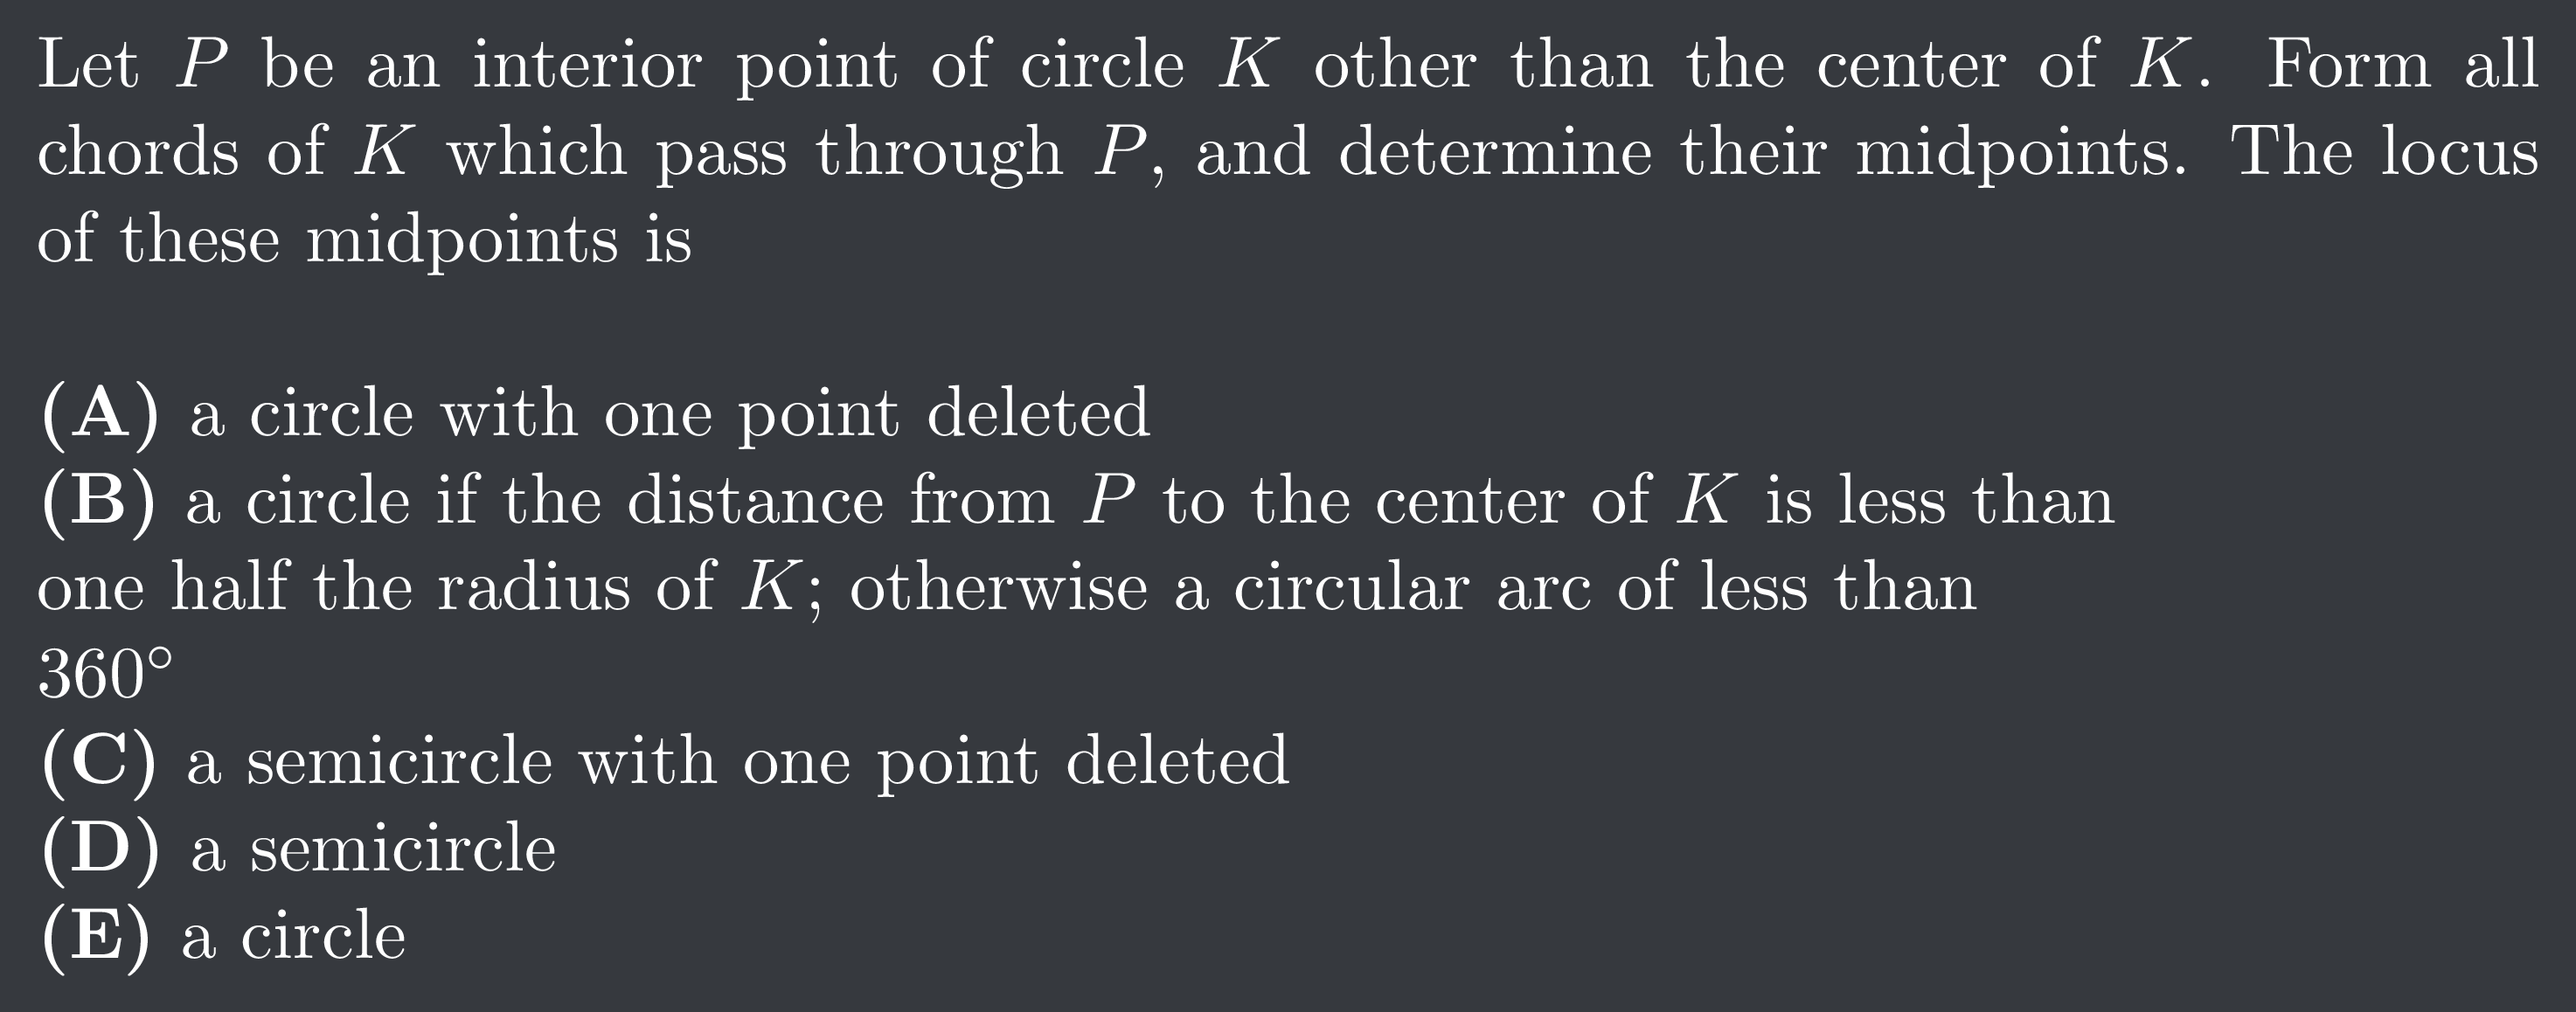 Let P be an interior point of circle K other than the center of K. Form all
chords of K which pass through P, and determine their midpoints. The locus
of these midpoints is
(A) a circle with one point deleted
(B) a circle if the distance from P to the center of K is less than
one half the radius of K; otherwise a circular arc of less than
360°
(C) a semicircle with one point deleted
(D) a semicircle
(E) a circle